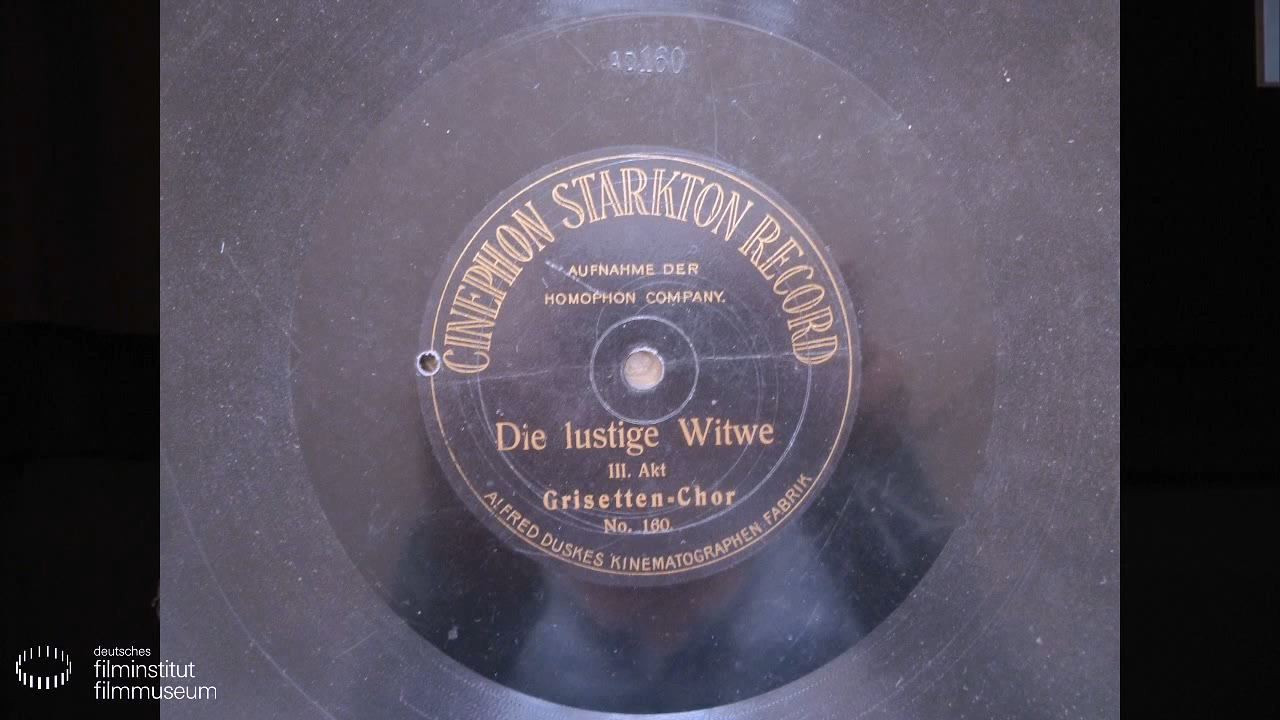 AD160
CINEPHON STARKTON RECORD
AUFNAHME DER
HOMOPHON COMPANY.
Die lustige Witwe
III. Akt
Grisetten-Chor
No. 160.
ALFRED DUSKES KINEMATOGRAPHEN FABRIK
deutsches
filminstitut
filmmuseum